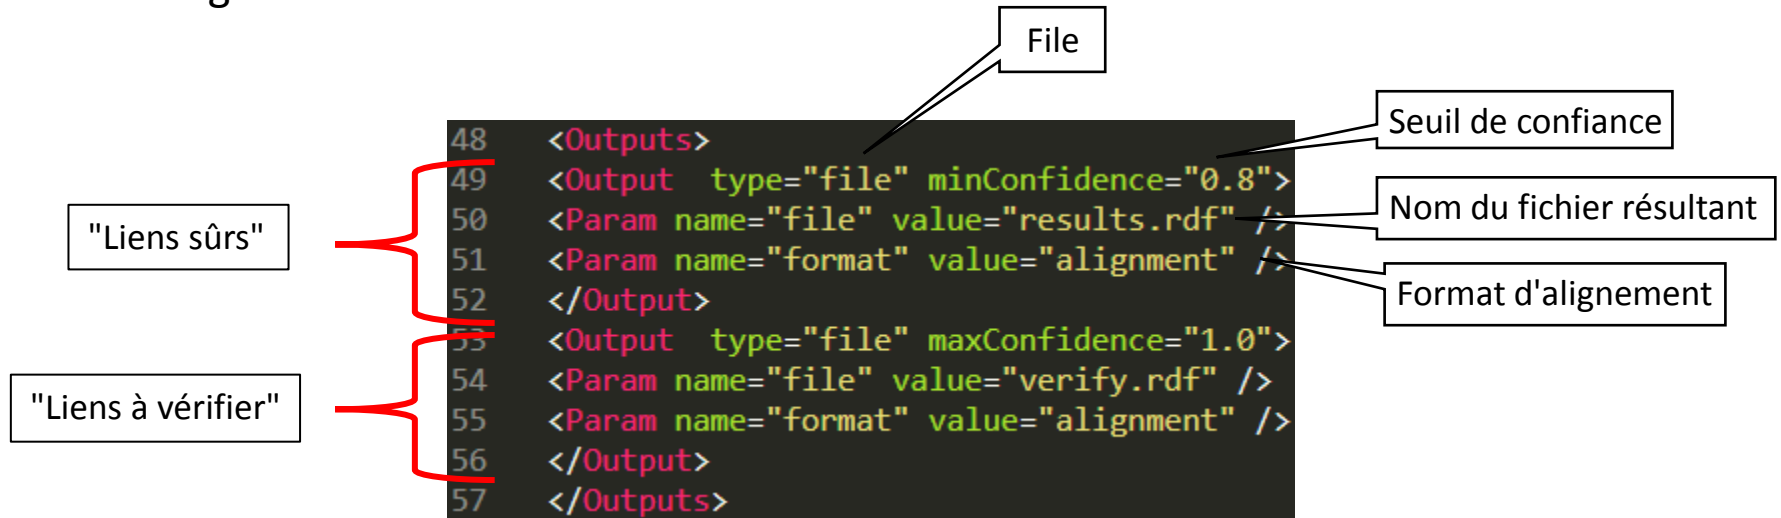 File
Seuil de confiance
Nom du fichier résultant
Format d'alignement
"Liens sûrs"
"Liens à vérifier"
48 <Outputs>
49 <Output type="file" minConfidence="0.8">
50 <Param name="file" value="results.rdf" />
51 <Param name="format" value="alignment" />
52 </Output>
53 <Output type="file" maxConfidence="1.0">
54 <Param name="file" value="verify.rdf" />
55 <Param name="format" value="alignment" />
56 </Output>
57 </Outputs>